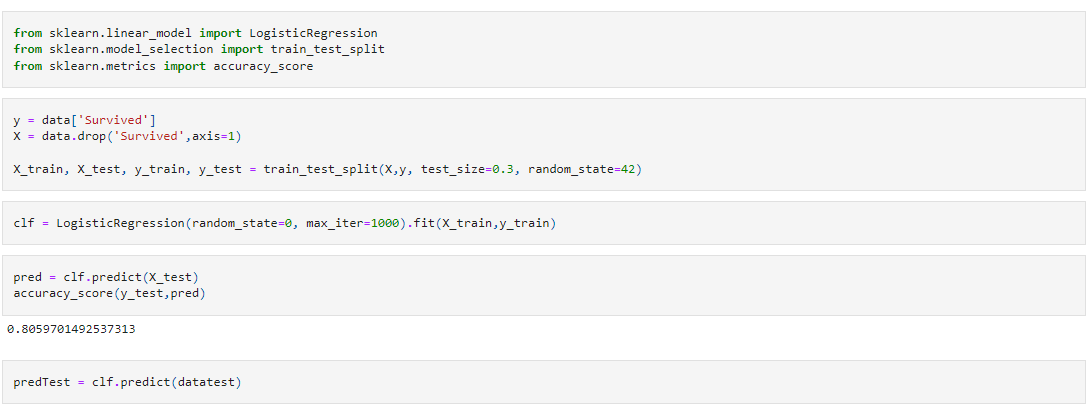 from sklearn.linear_model import LogisticRegression
from sklearn.model_selection import train_test_split
from sklearn.metrics import accuracy_score
y = data['Survived']
X = data.drop('Survived',axis=1)
X_train, X_test, y_train, y_test = train_test_split(X,y, test_size=0.3, random_state=42)
clf = LogisticRegression(random_state=0, max_iter=1000).fit(X_train,y_train)
pred = clf.predict(X_test)
accuracy_score(y_test,pred)
0.8059701492537313
predTest = clf.predict(datatest)